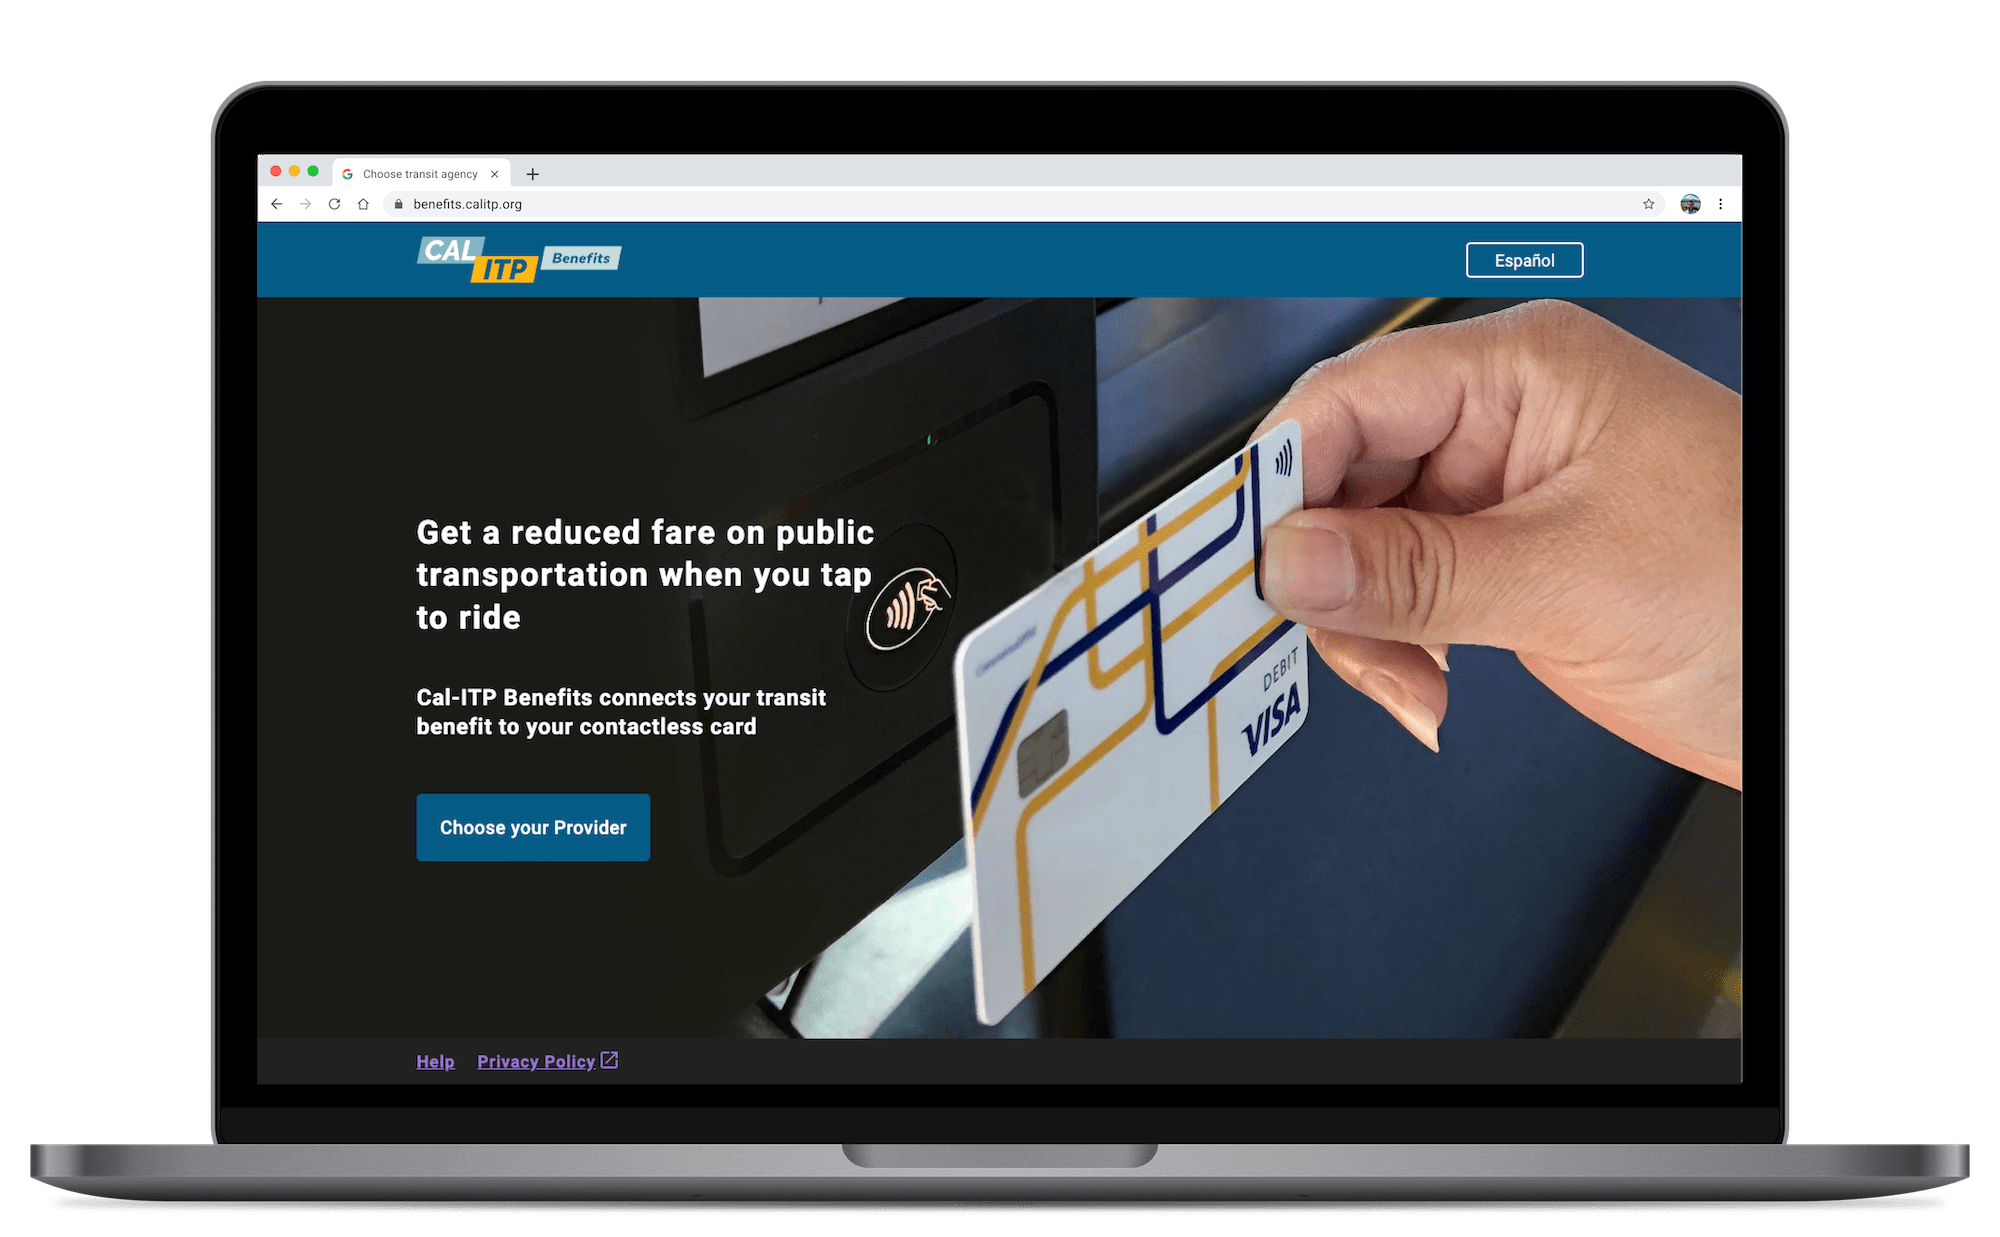 Choose transit agency
benefits.calitp.org
CAL
ITP
Benefits
Español
Get a reduced fare on public
transportation when you tap
to ride
Cal-ITP Benefits connects your transit
benefit to your contactless card
Choose your Provider
DEBIT
VISA
Help Privacy Policy